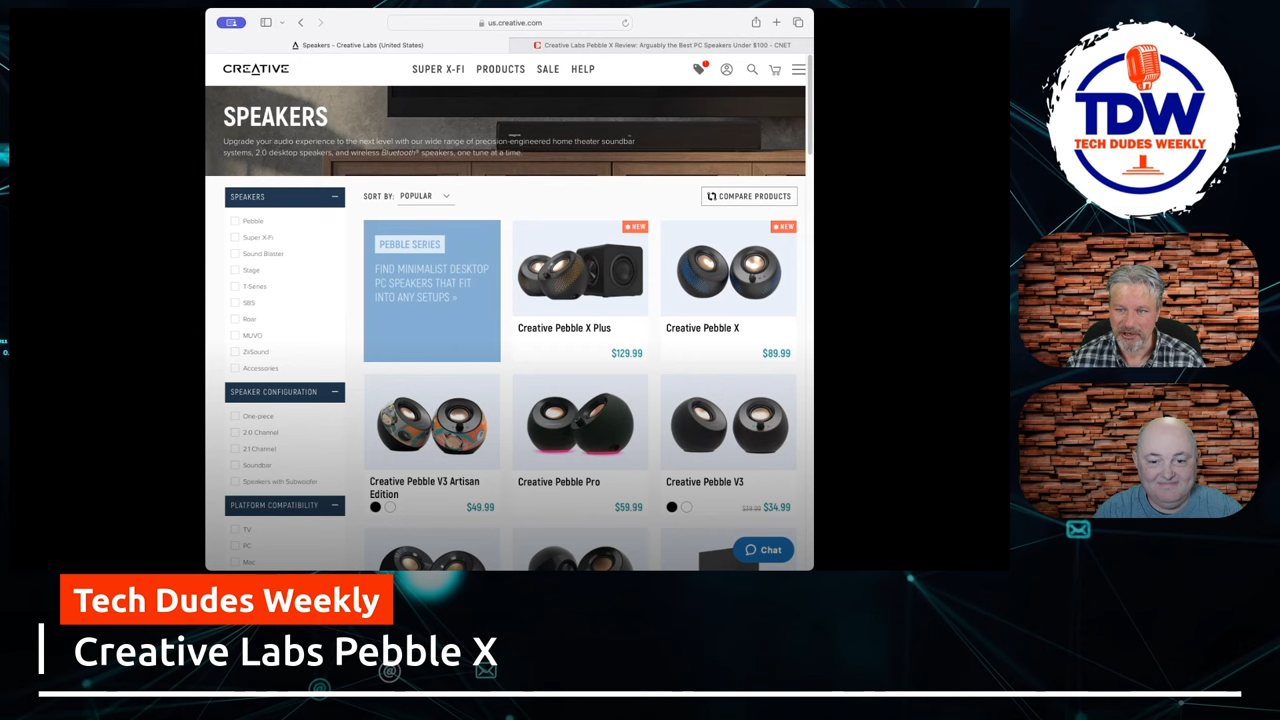 us.creative.com
Speakers - Creative Labs (United States)
Creative Labs Pebble X Review: Arguably the Best PC Speakers Under $100 - CNET
CREATIVE
SUPER X-FI
PRODUCTS
SALE
HELP
SPEAKERS
Upgrade your audio experience to the next level with our wide range of precision-engineered home theater soundbar
systems, 2.0 desktop speakers, and wireless Bluetooth® speakers, one tune at a time.
SPEAKERS
Pebble
Super X-Fi
Sound Blaster
Stage
T-Series
SBS
Roar
MUVO
ZiiSound
Accessories
SPEAKER CONFIGURATION
One-piece
2.0 Channel
2.1 Channel
Soundbar
Speakers with Subwoofer
PLATFORM COMPATIBILITY
TV
PC
Mac
SORT BY: POPULAR
COMPARE PRODUCTS
PEBBLE SERIES
FIND MINIMALIST DESKTOP
PC SPEAKERS THAT FIT
INTO ANY SETUPS »
NEW
Creative Pebble X Plus
$129.99
NEW
Creative Pebble X
$89.99
Creative Pebble V3 Artisan
Edition
$49.99
Creative Pebble Pro
$59.99
Creative Pebble V3
$34.99
Chat
TDW
TECH DUDES WEEKLY
Tech Dudes Weekly
Creative Labs Pebble X